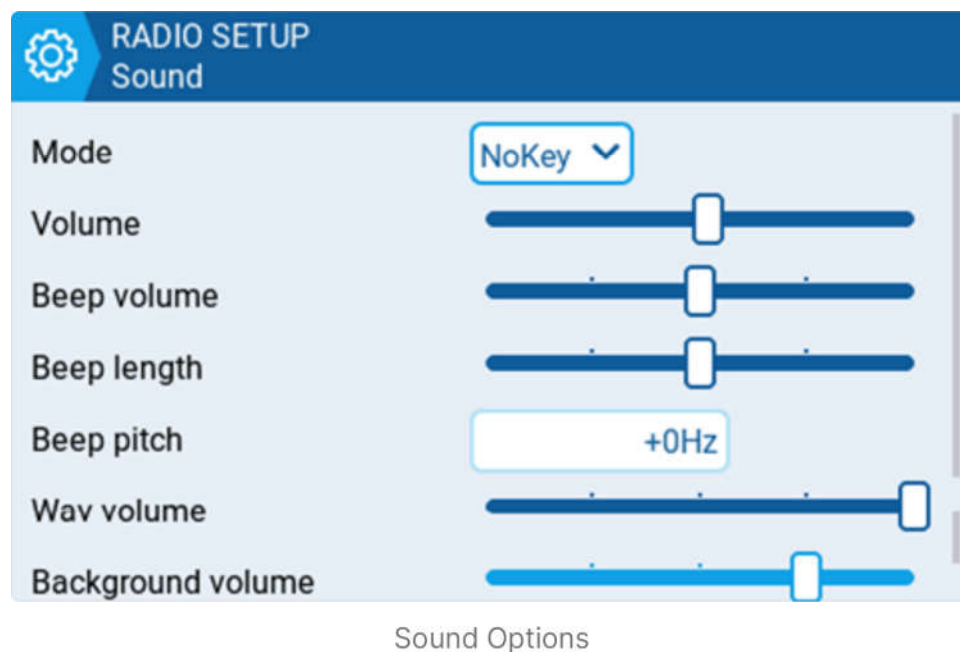 RADIO SETUP
Sound
Mode NoKey
Volume
Beep volume
Beep length
Beep pitch +0Hz
Wav volume
Background volume
Sound Options